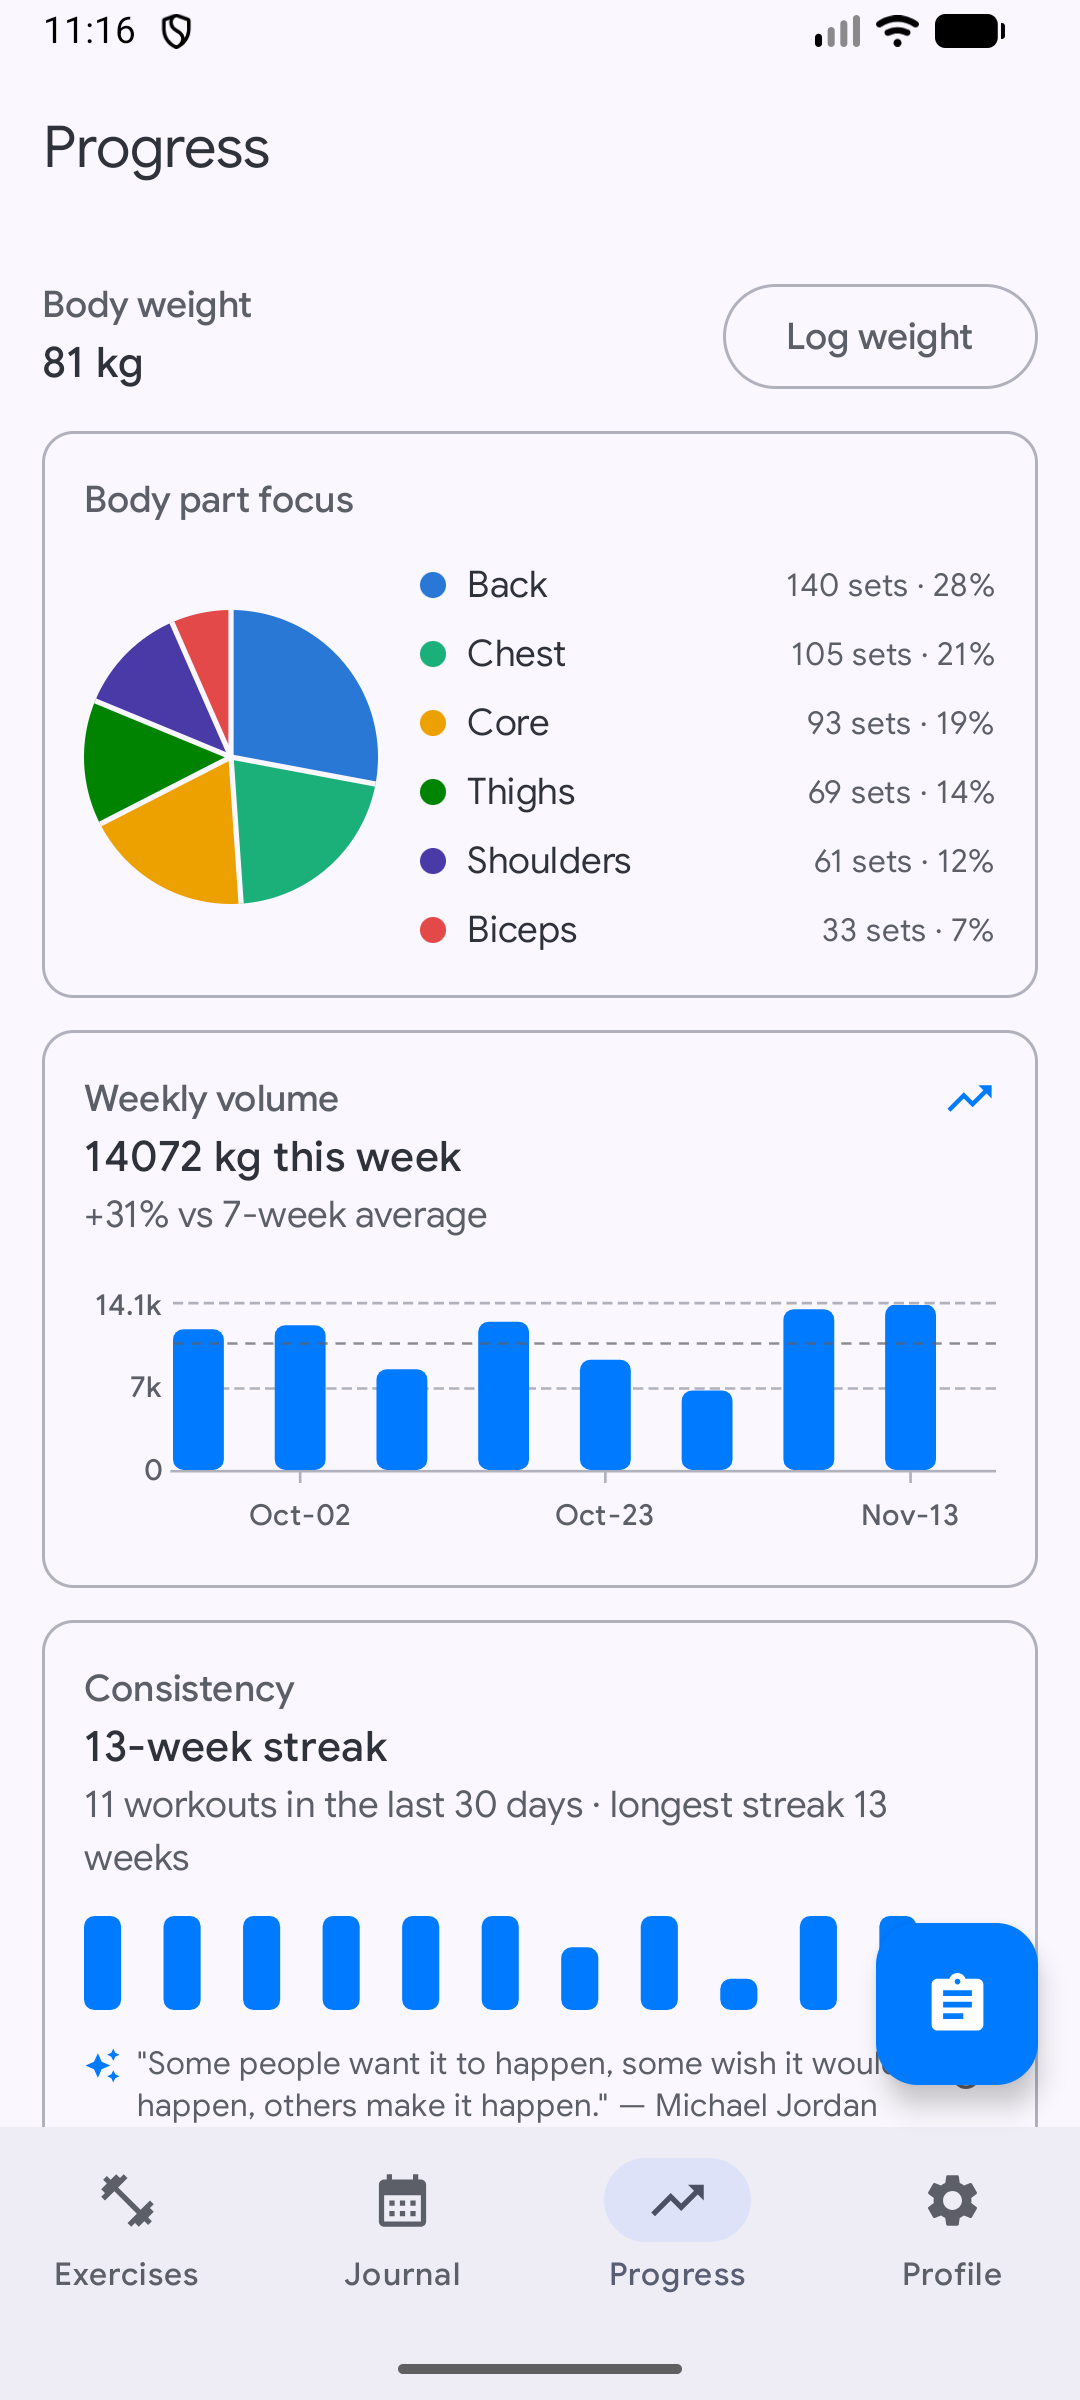 11:16
Progress
Body weight
81 kg
Log weight
Body part focus
Back 140 sets · 28%
Chest 105 sets · 21%
Core 93 sets · 19%
Thighs 69 sets · 14%
Shoulders 61 sets · 12%
Biceps 33 sets · 7%
Weekly volume
14072 kg this week
+31% vs 7-week average
14.1k
7k
0
Oct-02 Oct-23 Nov-13
Consistency
13-week streak
11 workouts in the last 30 days · longest streak 13
weeks
"Some people want it to happen, some wish it
happen, others make it happen." — Michael Jordan
Exercises Journal Progress Profile